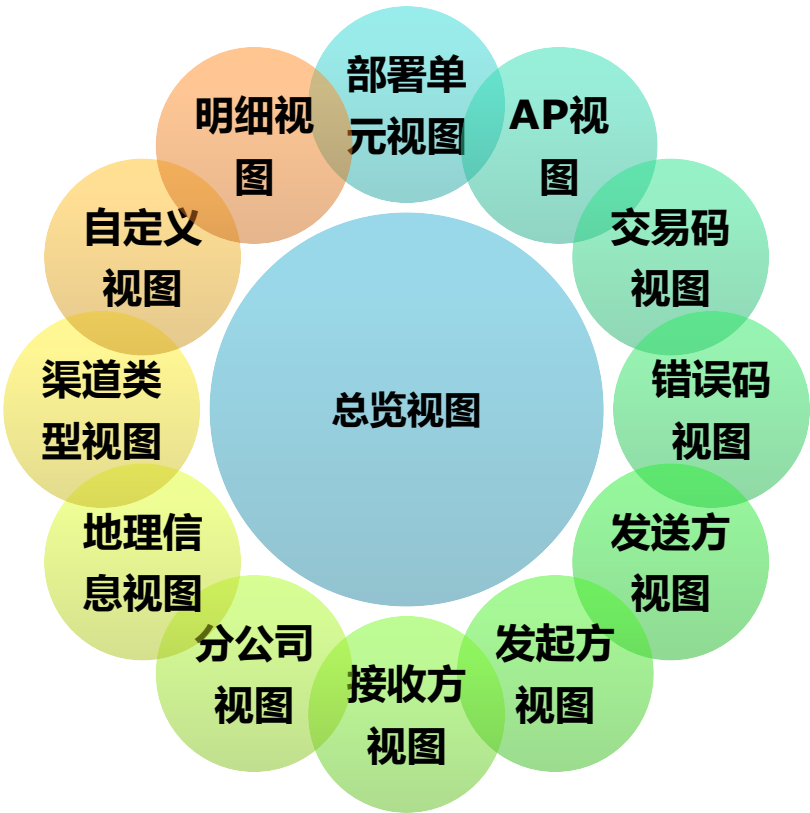 部署单
元视图
AP视
图
交易码
视图
错误码
视图
发送方
视图
发起方
视图
接收方
视图
分公司
视图
地理信
息视图
渠道类
型视图
自定义
视图
明细视
图
总览视图